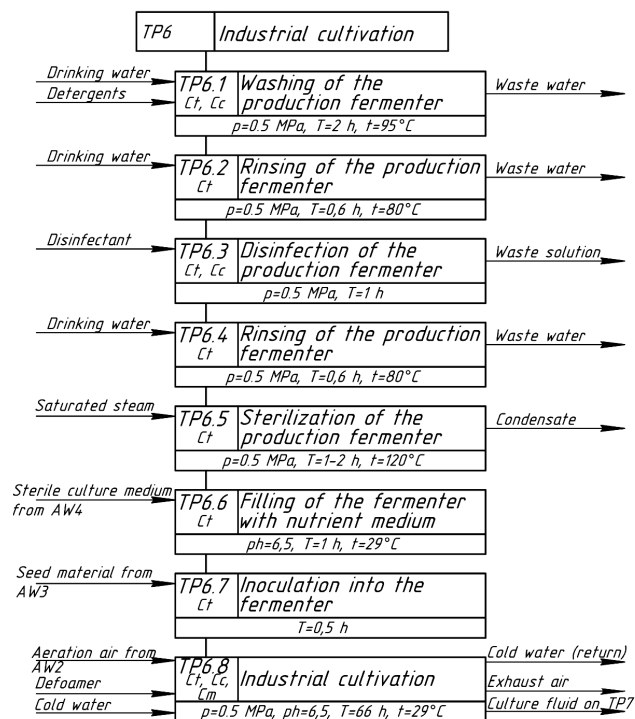 TP6 Industrial cultivation
Drinking water
Detergents
TP6.1
Ct, Cc
Washing of the
production fermenter
Waste water
p=0.5 MPa, T=2 h, t=95°C
Drinking water
TP6.2
Ct
Rinsing of the production
fermenter
Waste water
p=0.5 MPa, T=0,6 h, t=80°C
Disinfectant
TP6.3
Ct, Cc
Disinfection of the
production fermenter
Waste solution
p=0.5 MPa, T=1 h
Drinking water
TP6.4
Ct
Rinsing of the production
fermenter
Waste water
p=0.5 MPa, T=0,6 h, t=80°C
Saturated steam
TP6.5
Ct
Sterilization of the
production fermenter
Condensate
p=0.5 MPa, T=1-2 h, t=120°C
Sterile culture medium
from AW4
TP6.6
Ct
Filling of the fermenter
with nutrient medium
ph=6,5, T=1 h, t=29°C
Seed material from
AW3
TP6.7
Ct
Inoculation into the
fermenter
T=0,5 h
Aeration air from
AW2
Defoamer
Cold water
TP6.8
Ct, Cc,
Cm
Industrial cultivation
Cold water (return)
Exhaust air
Culture fluid on TP7
p=0.5 MPa, ph=6,5, T=66 h, t=29°C